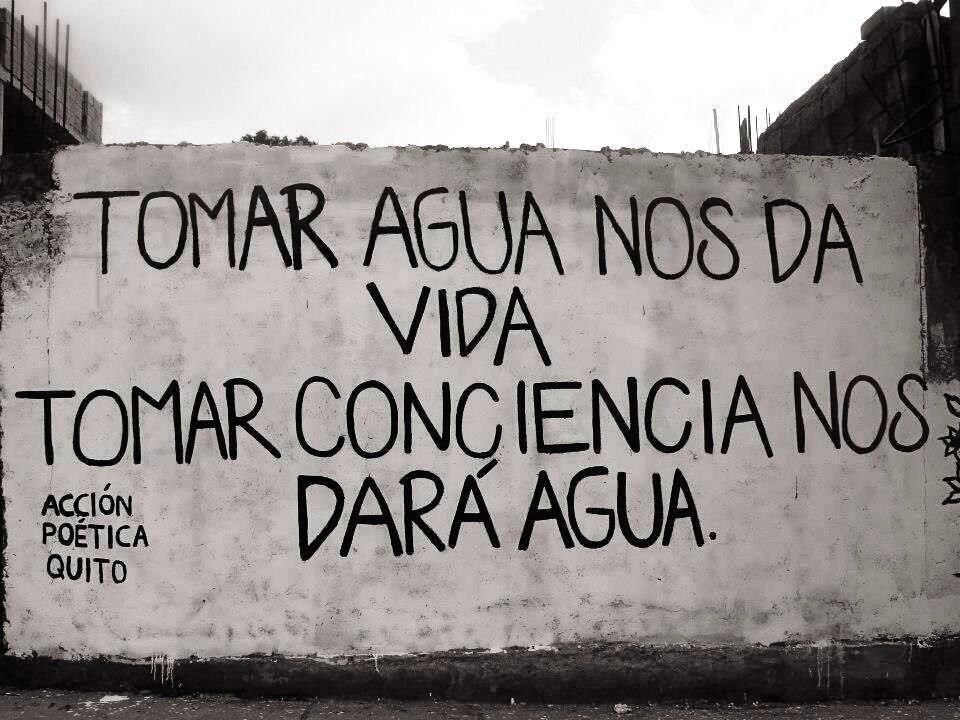 TOMAR AGUA NOS DA
VIDA
TOMAR CONCIENCIA NOS
DARÁ AGUA.
ACCIÓN
POÉTICA
QUITO